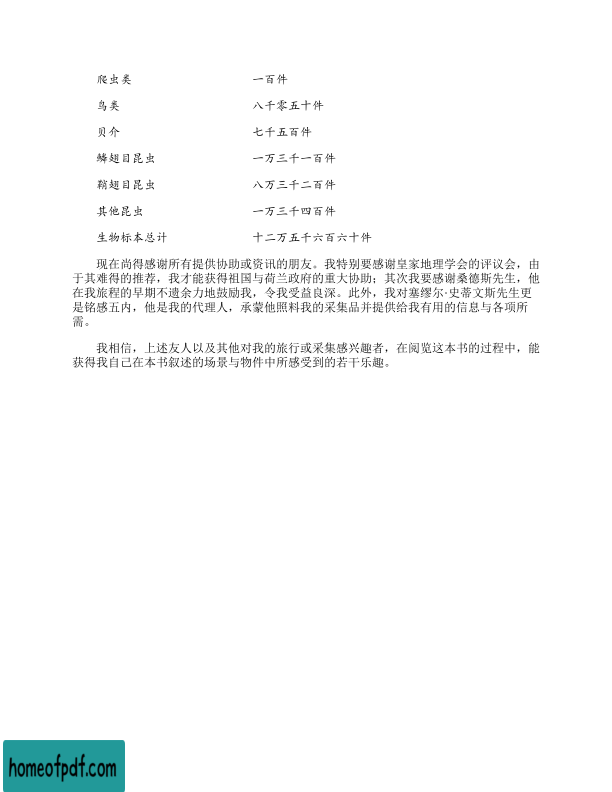 爬虫类 一百件
鸟类 八千零五十件
贝介 七千五百件
鳞翅目昆虫 一万三千一百件
鞘翅目昆虫 八万三千二百件
其他昆虫 一万三千四百件
生物标本总计 十二万五千六百六十件
现在尚得感谢所有提供协助或资讯的朋友。我特别要感谢皇家地理学会的评议会，由
于其难得的推荐，我才能获得祖国与荷兰政府的重大协助；其次我要感谢桑德斯先生，他
在我旅程的早期不遗余力地鼓励我，令我受益良深。此外，我对塞缪尔·史蒂文斯先生更
是铭感五内，他是我的代理人，承蒙他照料我的采集品并提供给我有用的信息与各项所
需。
我相信，上述友人以及其他对我的旅行或采集感兴趣者，在阅览这本书的过程中，能
获得我自己在本书叙述的场景与物件中所感受到的若干乐趣。
homeofpdf.com